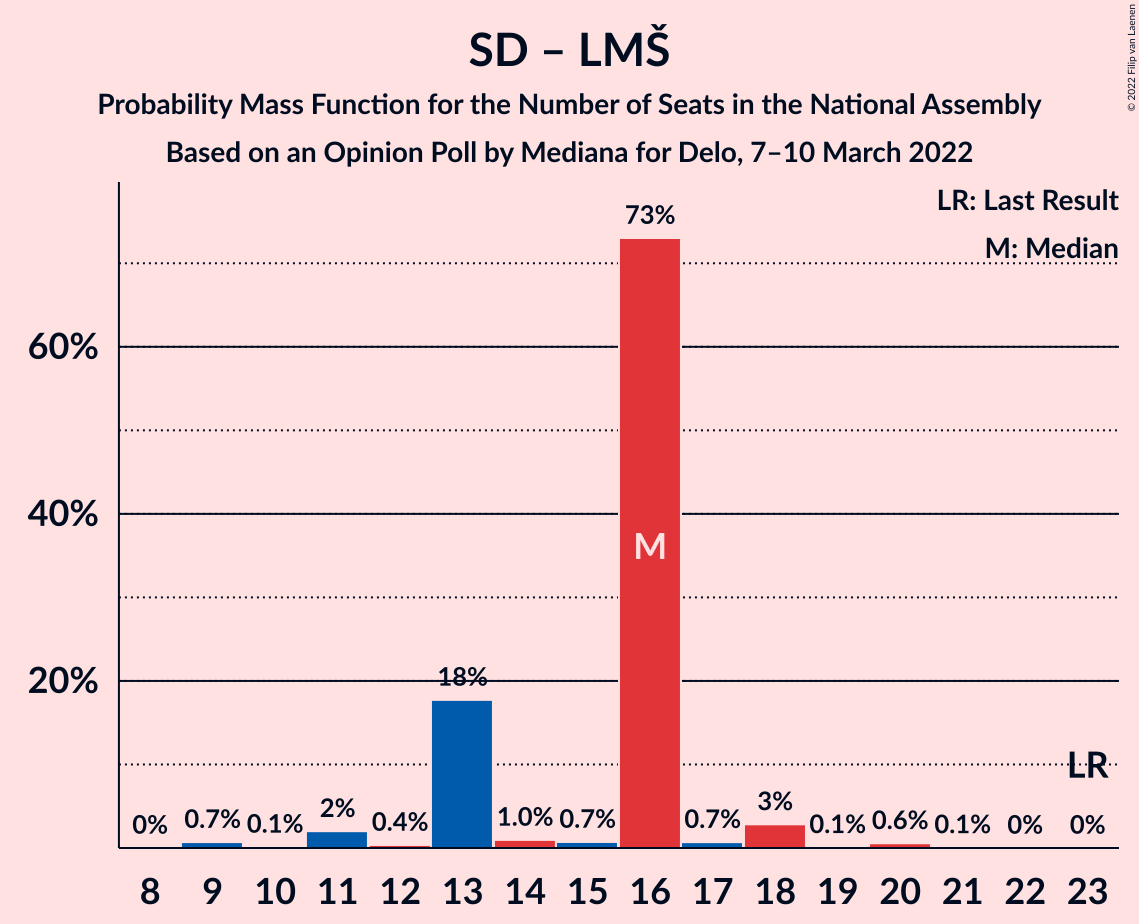 SD – LMŠ
Probability Mass Function for the Number of Seats in the National Assembly
Based on an Opinion Poll by Mediana for Delo, 7–10 March 2022
© 2022 Filip van Laenen
LR: Last Result
M: Median
60%
40%
20%
0% 0.7% 0.1% 2% 0.4% 18% 1.0% 0.7% 73% 0.7% 3% 0.1% 0.6% 0.1% 0% 0%
M
LR
8 9 10 11 12 13 14 15 16 17 18 19 20 21 22 23